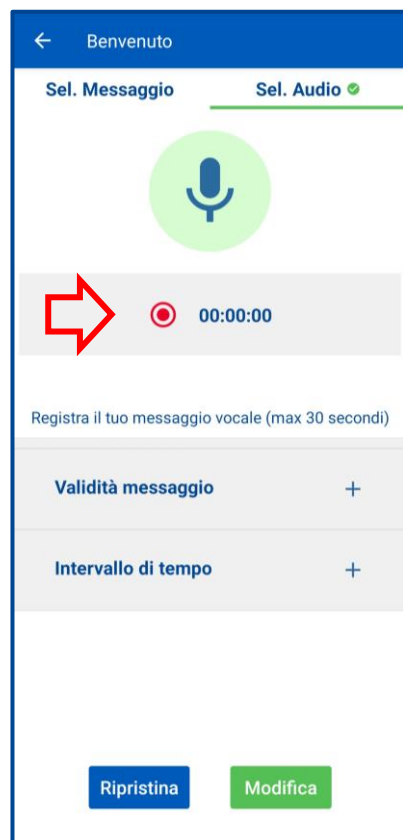 Benvenuto
Sel. Messaggio Sel. Audio
00:00:00
Registra il tuo messaggio vocale (max 30 secondi)
Validità messaggio +
Intervallo di tempo +
Ripristina Modifica